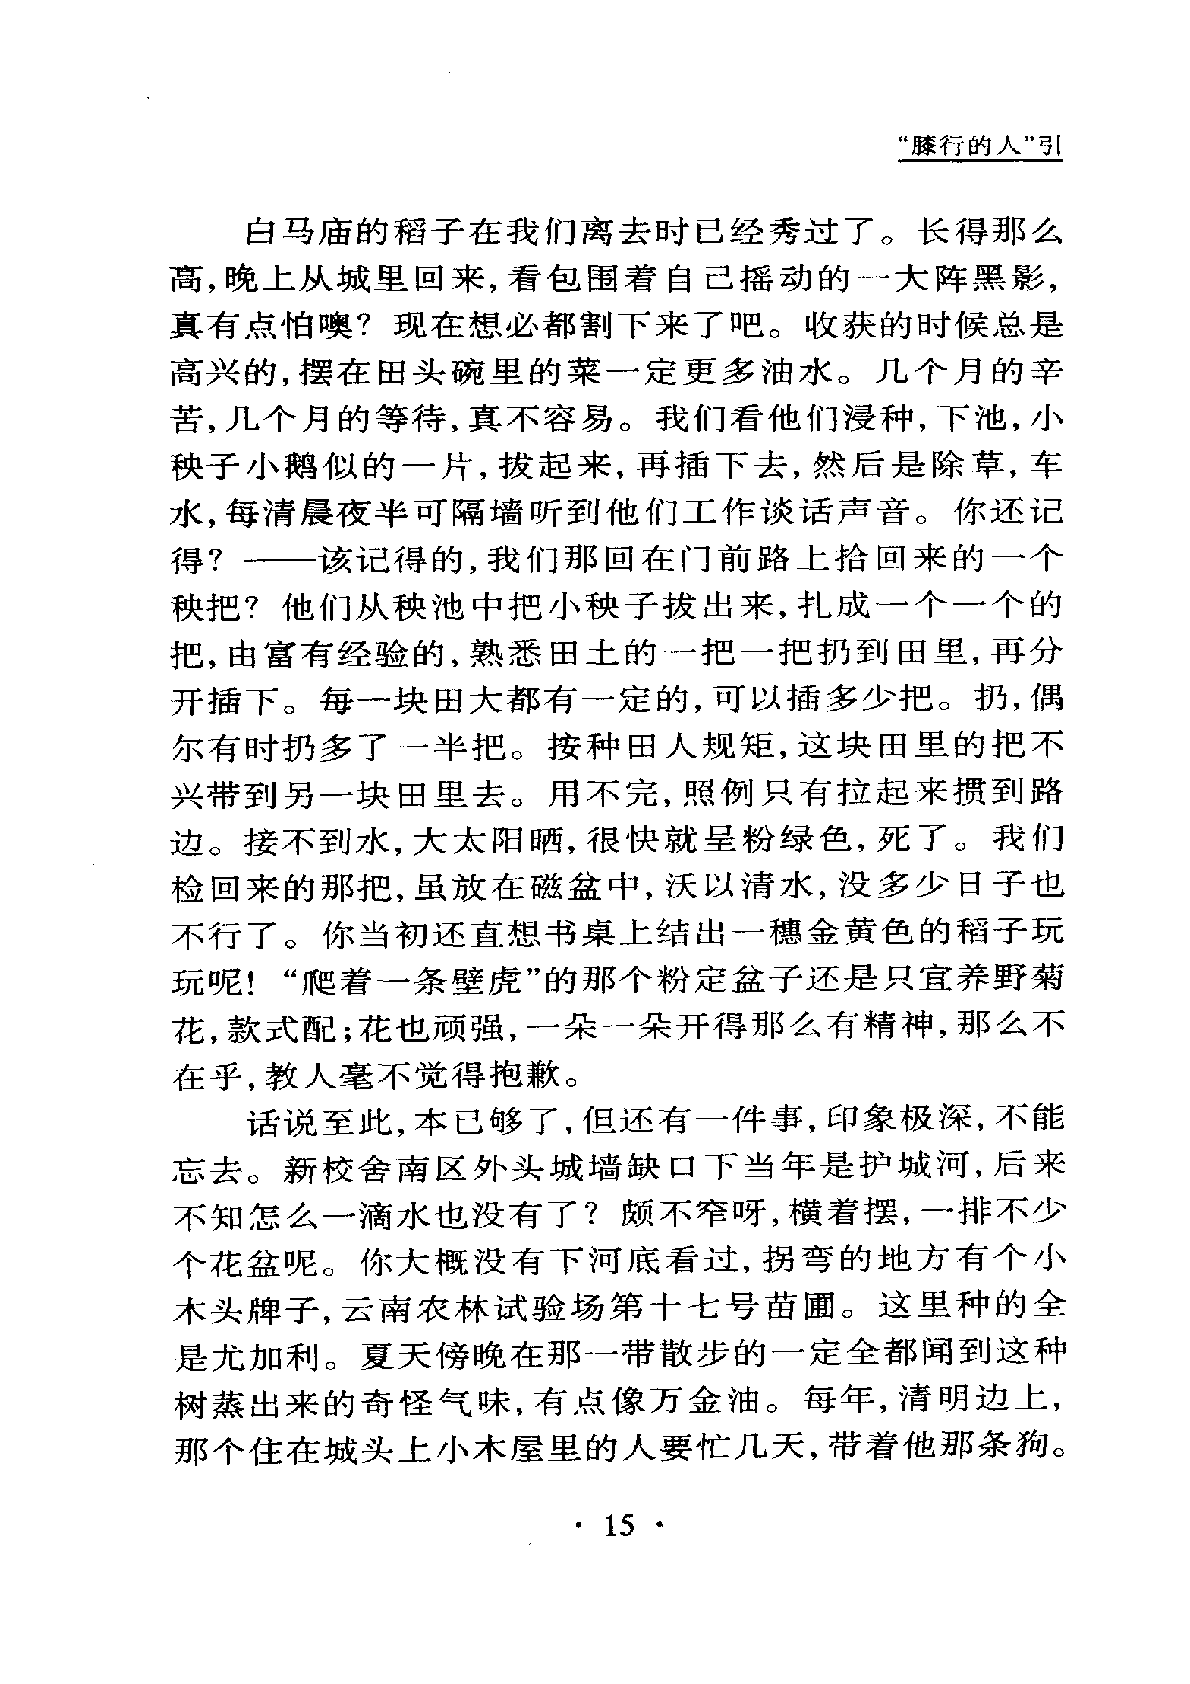 “膝行的人”引
白马庙的稻子在我们离去时已经秀过了。长得那么
高,晚上从城里回来,看包围着自己摇动的一大阵黑影,
真有点怕噢？现在想必都割下来了吧。收获的时候总是
高兴的,摆在田头碗里的菜一定更多油水。几个月的辛
苦,几个月的等待,真不容易。我们看他们浸种,下池,小
秧子小鹅似的一片,拔起来,再插下去,然后是除草,车
水,每清晨夜半可隔墙听到他们工作谈话声音。你还记
得？——该记得的,我们那回在门前路上拾回来的一个
秧把？他们从秧池中把小秧子拔出来,扎成一个一个的
把,由富有经验的,熟悉田土的一把一把扔到田里,再分
开插下。每一块田大都有一定的,可以插多少把。扔,偶
尔有时扔多了一半把。按种田人规矩,这块田里的把不
兴带到另一块田里去。用不完,照例只有拉起来掼到路
边。接不到水,大太阳晒,很快就呈粉绿色,死了。我们
检回来的那把,虽放在磁盆中,沃以清水,没多少日子也
不行了。你当初还直想书桌上结出一穗金黄色的稻子玩
玩呢！“爬着一条壁虎”的那个粉定盆子还是只宜养野菊
花,款式配;花也顽强,一朵一朵开得那么有精神,那么不
在乎,教人毫不觉得抱歉。
话说至此,本已够了,但还有一件事,印象极深,不能
忘去。新校舍南区外头城墙缺口下当年是护城河,后来
不知怎么一滴水也没有了？颇不窄呀,横着摆,一排不少
个花盆呢。你大概没有下河底看过,拐弯的地方有个小
木头牌子,云南农林试验场第十七号苗圃。这里种的全
是尤加利。夏天傍晚在那一带散步的一定全都闻到这种
树蒸出来的奇怪气味,有点像万金油。每年,清明边上,
那个住在城头上小木屋里的人要忙几天,带着他那条狗。
· 15 ·